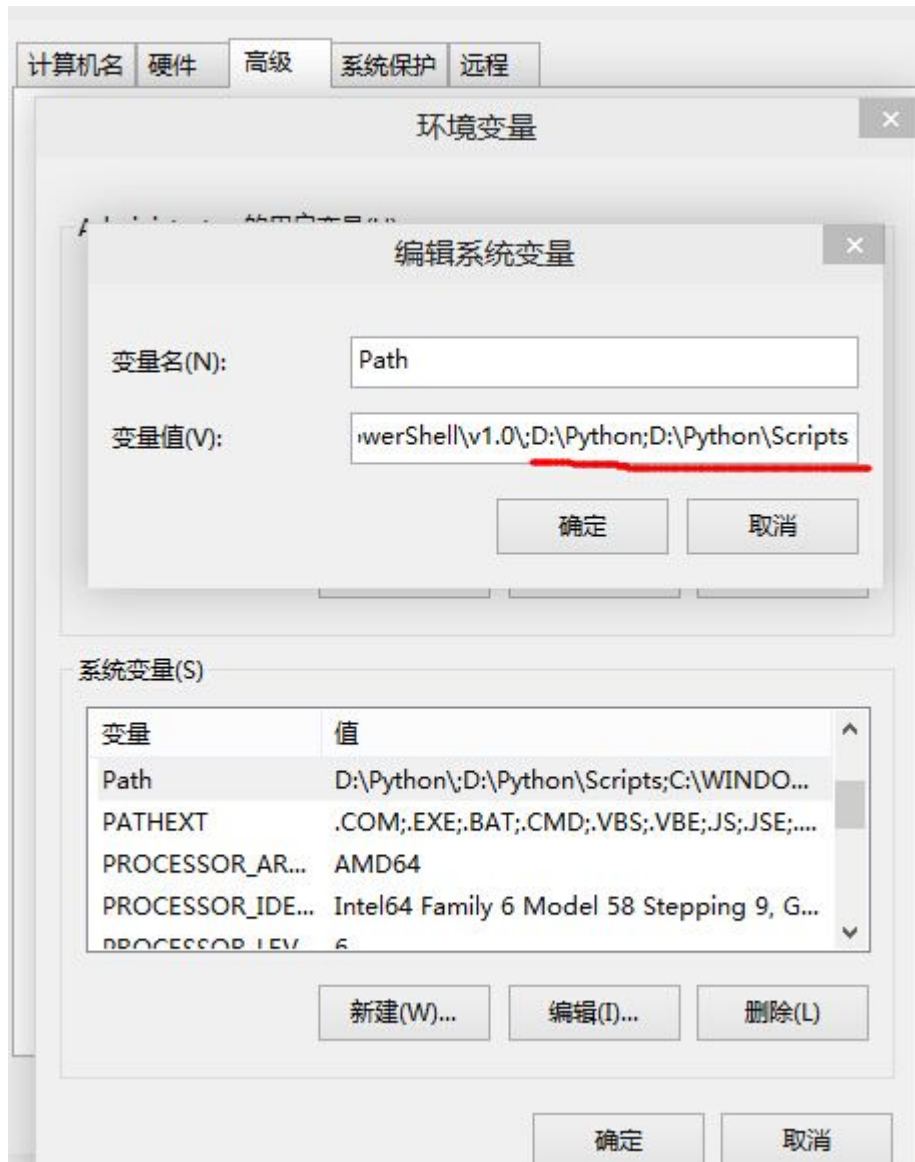 计算机名 硬件 高级 系统保护 远程
环境变量
编辑系统变量
变量名(N): Path
变量值(V): werShell\v1.0\;D:\Python;D:\Python\Scripts
确定 取消
系统变量(S)
变量 值
Path D:\Python\;D:\Python\Scripts;C:\WINDO...
PATHEXT .COM;.EXE;.BAT;.CMD;.VBS;.VBE;.JS;.JSE;....
PROCESSOR_AR... AMD64
PROCESSOR_IDE... Intel64 Family 6 Model 58 Stepping 9, G...
PROCESSOR_LEV 6
新建(W)... 编辑(I)... 删除(L)
确定 取消